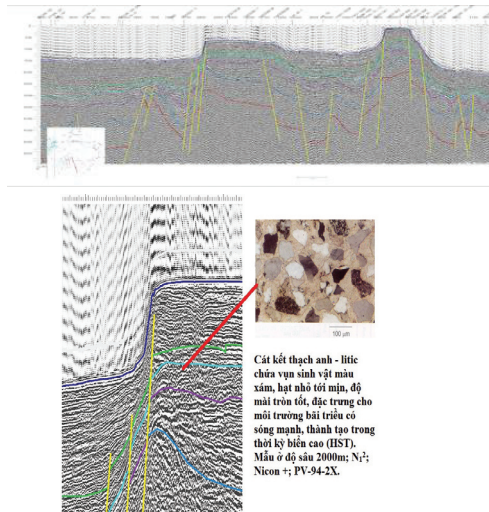 100 µm
Cát kết thạch anh - litic
chứa vụn sinh vật màu
xám, hạt nhỏ tới mịn, độ
mài tròn tốt, đặc trưng cho
môi trường bãi triều có
sóng mạnh, thành tạo trong
thời kỳ biển cao (HST).
Mẫu ở độ sâu 2000m; N₁²;
Nicon +; PV-94-2X.